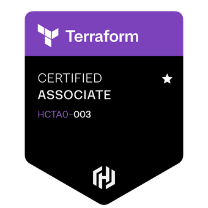 Terraform
CERTIFIED
ASSOCIATE
HCTA0-003